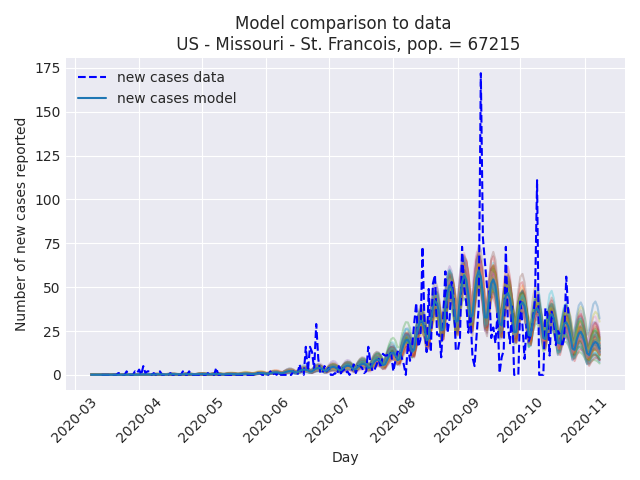 Model comparison to data
US - Missouri - St. Francois, pop. = 67215
175
150
125
100
75
50
25
0
Number of new cases reported
new cases data
new cases model
2020-03
2020-04
2020-05
2020-06
2020-07
2020-08
2020-09
2020-10
2020-11
Day